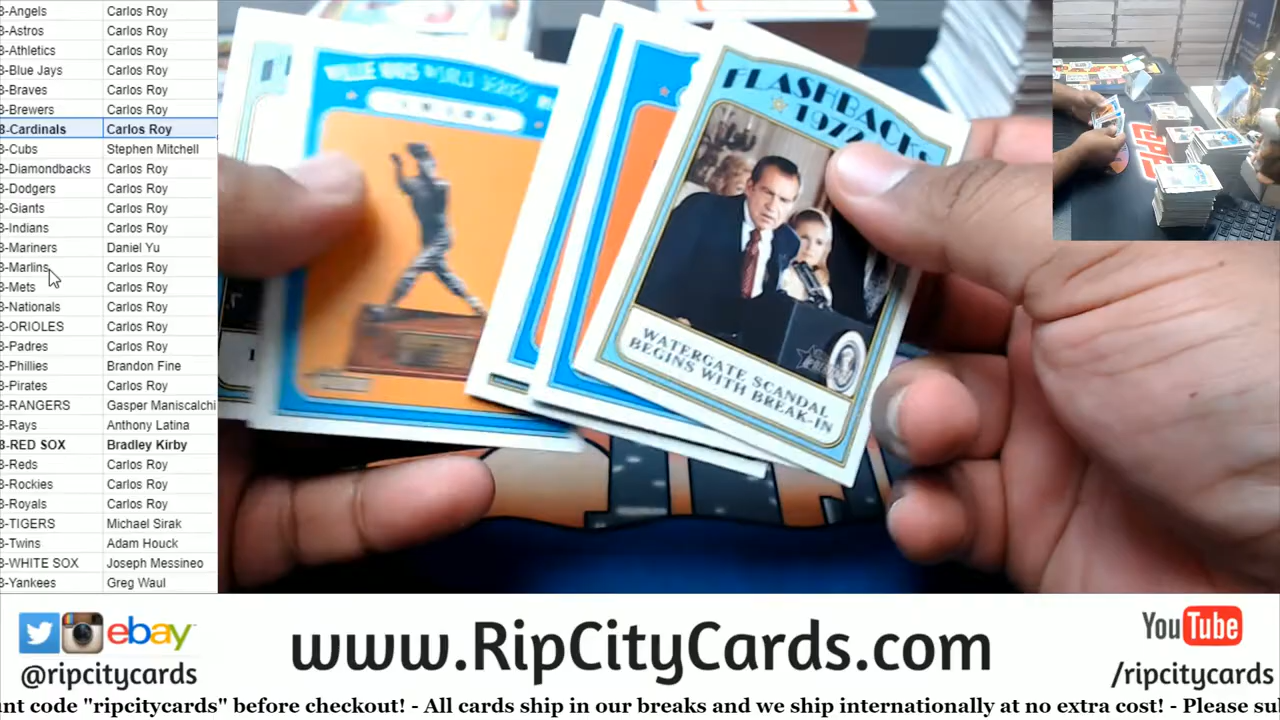 8-Angels Carlos Roy
8-Astros Carlos Roy
8-Athletics Carlos Roy
8-Blue Jays Carlos Roy
8-Braves Carlos Roy
8-Brewers Carlos Roy
8-Cardinals Carlos Roy
8-Cubs Stephen Mitchell
8-Diamondbacks Carlos Roy
8-Dodgers Carlos Roy
8-Giants Carlos Roy
8-Indians Carlos Roy
8-Mariners Daniel Yu
8-Marlins Carlos Roy
8-Mets Carlos Roy
8-Nationals Carlos Roy
8-ORIOLES Carlos Roy
8-Padres Carlos Roy
8-Phillies Brandon Fine
8-Pirates Carlos Roy
8-RANGERS Gasper Maniscalchi
8-Rays Anthony Latina
8-RED SOX Bradley Kirby
8-Reds Carlos Roy
8-Rockies Carlos Roy
8-Royals Carlos Roy
8-TIGERS Michael Sirak
8-Twins Adam Houck
8-WHITE SOX Joseph Messineo
8-Yankees Greg Waul
WILLIE MAYS WORLD SERIES
FLASHBACKS
1972
WATERGATE SCANDAL
BEGINS WITH BREAK-IN
ebay
@ripcitycards
www.RipCityCards.com
YouTube
/ripcitycards
nt code "ripcitycards" before checkout! - All cards ship in our breaks and we ship internationally at no extra cost! - Please su